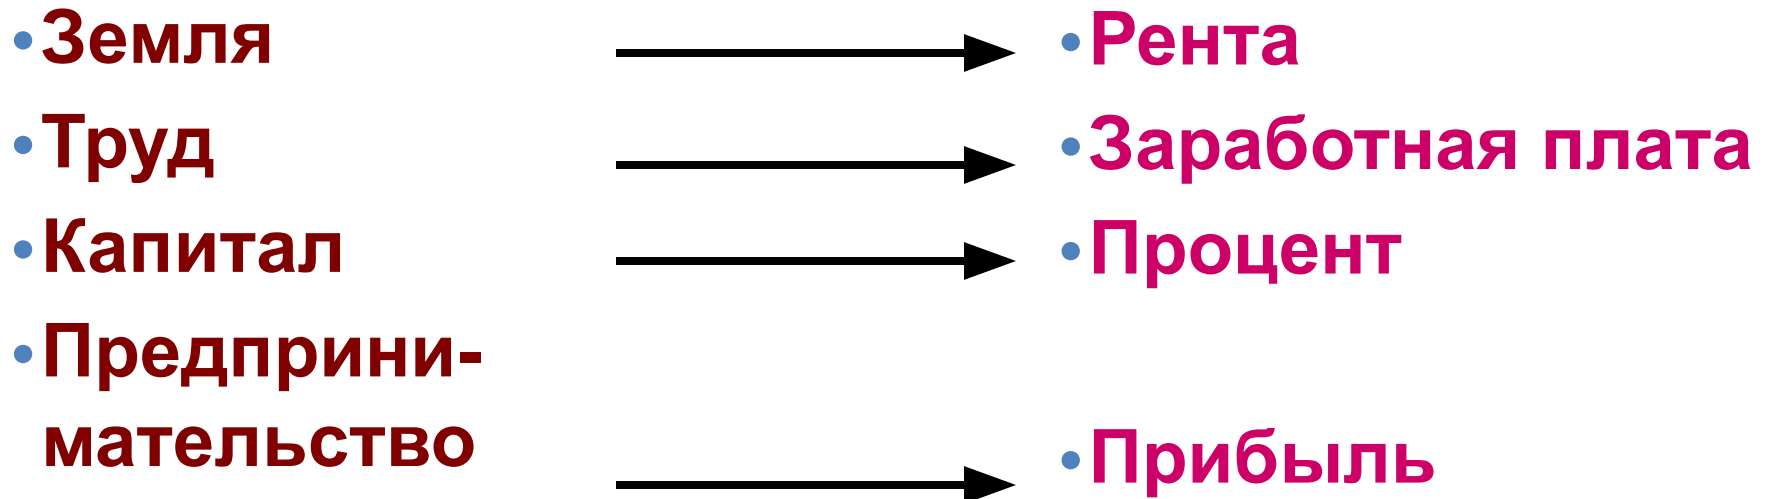 •Земля
•Рента
•Труд
•Заработная плата
•Капитал
•Процент
•Предприни-
мательство
•Прибыль